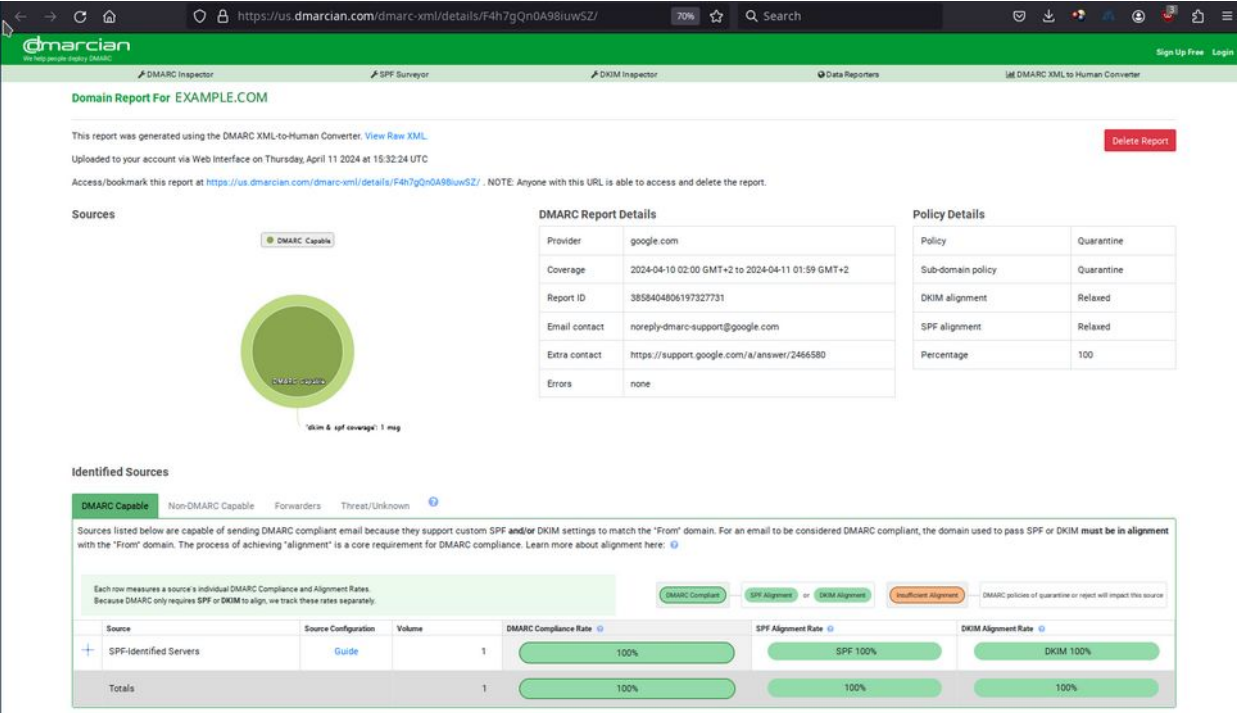 https://us.dmarcian.com/dmarc-xml/details/F4h7gQn0A98iuwSZ/ 70% Search 3
dmarcian
We help people deploy DMARC
Sign Up Free Login
DMARC Inspector SPF Surveyor DKIM Inspector Data Reporters DMARC XML to Human Converter
Domain Report For EXAMPLE.COM
This report was generated using the DMARC XML-to-Human Converter. View Raw XML.
Delete Report
Uploaded to your account via Web Interface on Thursday, April 11 2024 at 15:32:24 UTC
Access/bookmark this report at https://us.dmarcian.com/dmarc-xml/details/F4h7gQn0A98iuwSZ/ . NOTE: Anyone with this URL is able to access and delete the report.
Sources
DMARC Capable
DMARC Capable
'dkim & spf coverage': 1 msg
DMARC Report Details
Provider google.com
Coverage 2024-04-10 02:00 GMT+2 to 2024-04-11 01:59 GMT+2
Report ID 3858404806197327731
Email contact noreply-dmarc-support@google.com
Extra contact https://support.google.com/a/answer/2466580
Errors none
Policy Details
Policy Quarantine
Sub-domain policy Quarantine
DKIM alignment Relaxed
SPF alignment Relaxed
Percentage 100
Identified Sources
DMARC Capable Non-DMARC Capable Forwarders Threat/Unknown ?
Sources listed below are capable of sending DMARC compliant email because they support custom SPF and/or DKIM settings to match the "From" domain. For an email to be considered DMARC compliant, the domain used to pass SPF or DKIM must be in alignment
with the "From" domain. The process of achieving "alignment" is a core requirement for DMARC compliance. Learn more about alignment here: ?
Each row measures a source's individual DMARC Compliance and Alignment Rates.
Because DMARC only requires SPF or DKIM to align, we track these rates separately.
DMARC Compliant SPF Alignment or DKIM Alignment Insufficient Alignment DMARC policies of quarantine or reject will impact this source
Source Source Configuration Volume DMARC Compliance Rate ? SPF Alignment Rate ? DKIM Alignment Rate ?
SPF-Identified Servers Guide 1 100% SPF 100% DKIM 100%
Totals 1 100% 100% 100%